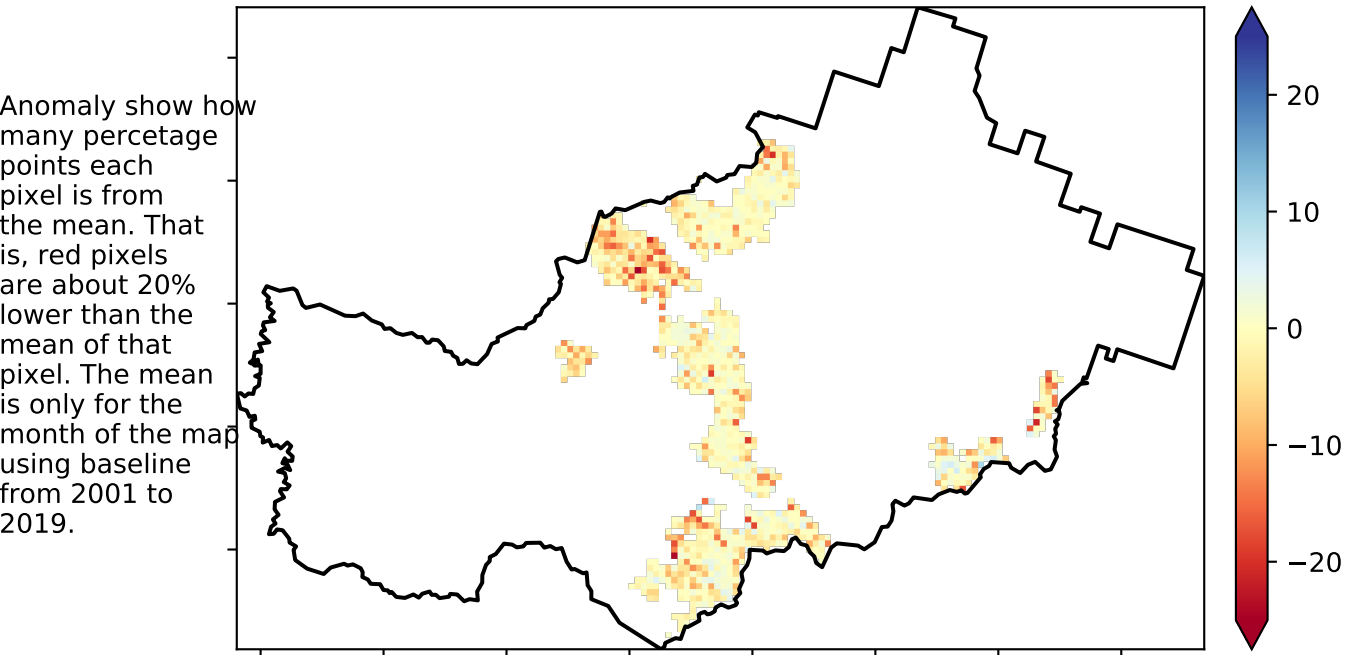 Anomaly show how
many percetage
points each
pixel is from
the mean. That
is, red pixels
are about 20%
lower than the
mean of that
pixel. The mean
is only for the
month of the map
using baseline
from 2001 to
2019.
20
10
0
−10
−20